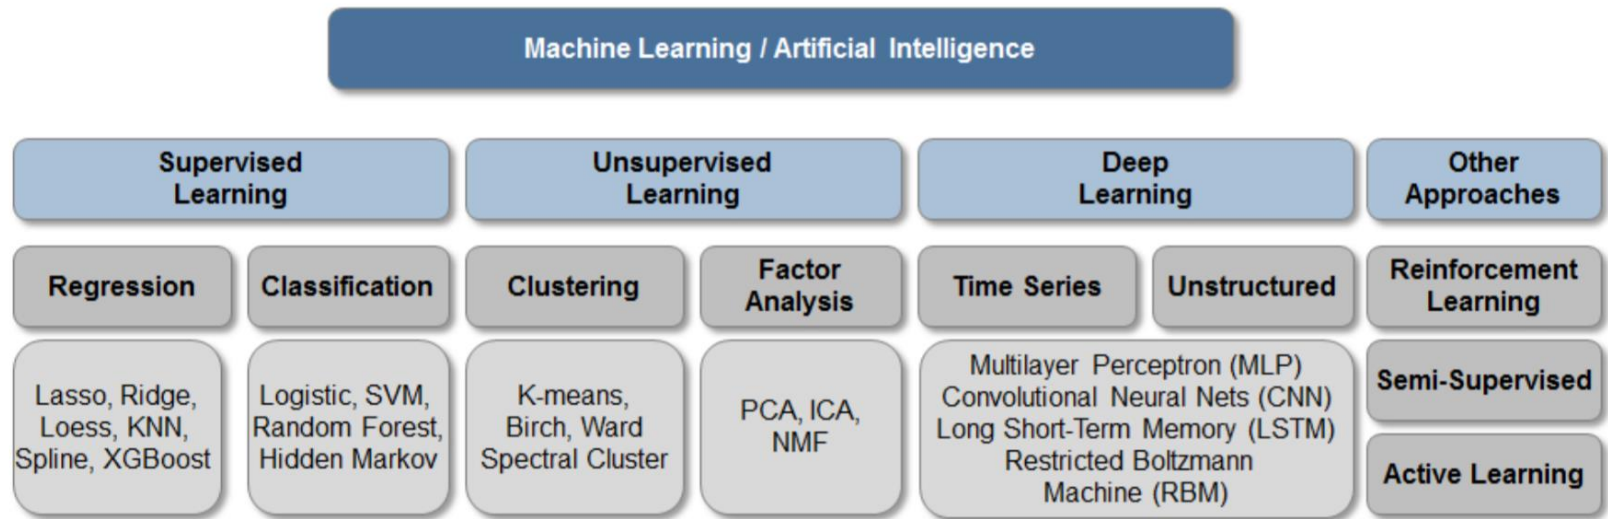 Machine Learning / Artificial Intelligence
Supervised
Learning
Unsupervised
Learning
Deep
Learning
Other
Approaches
Regression
Classification
Clustering
Factor
Analysis
Time Series
Unstructured
Reinforcement
Learning
Lasso, Ridge,
Loess, KNN,
Spline, XGBoost
Logistic, SVM,
Random Forest,
Hidden Markov
K-means,
Birch, Ward
Spectral Cluster
PCA, ICA,
NMF
Multilayer Perceptron (MLP)
Convolutional Neural Nets (CNN)
Long Short-Term Memory (LSTM)
Restricted Boltzmann
Machine (RBM)
Semi-Supervised
Active Learning